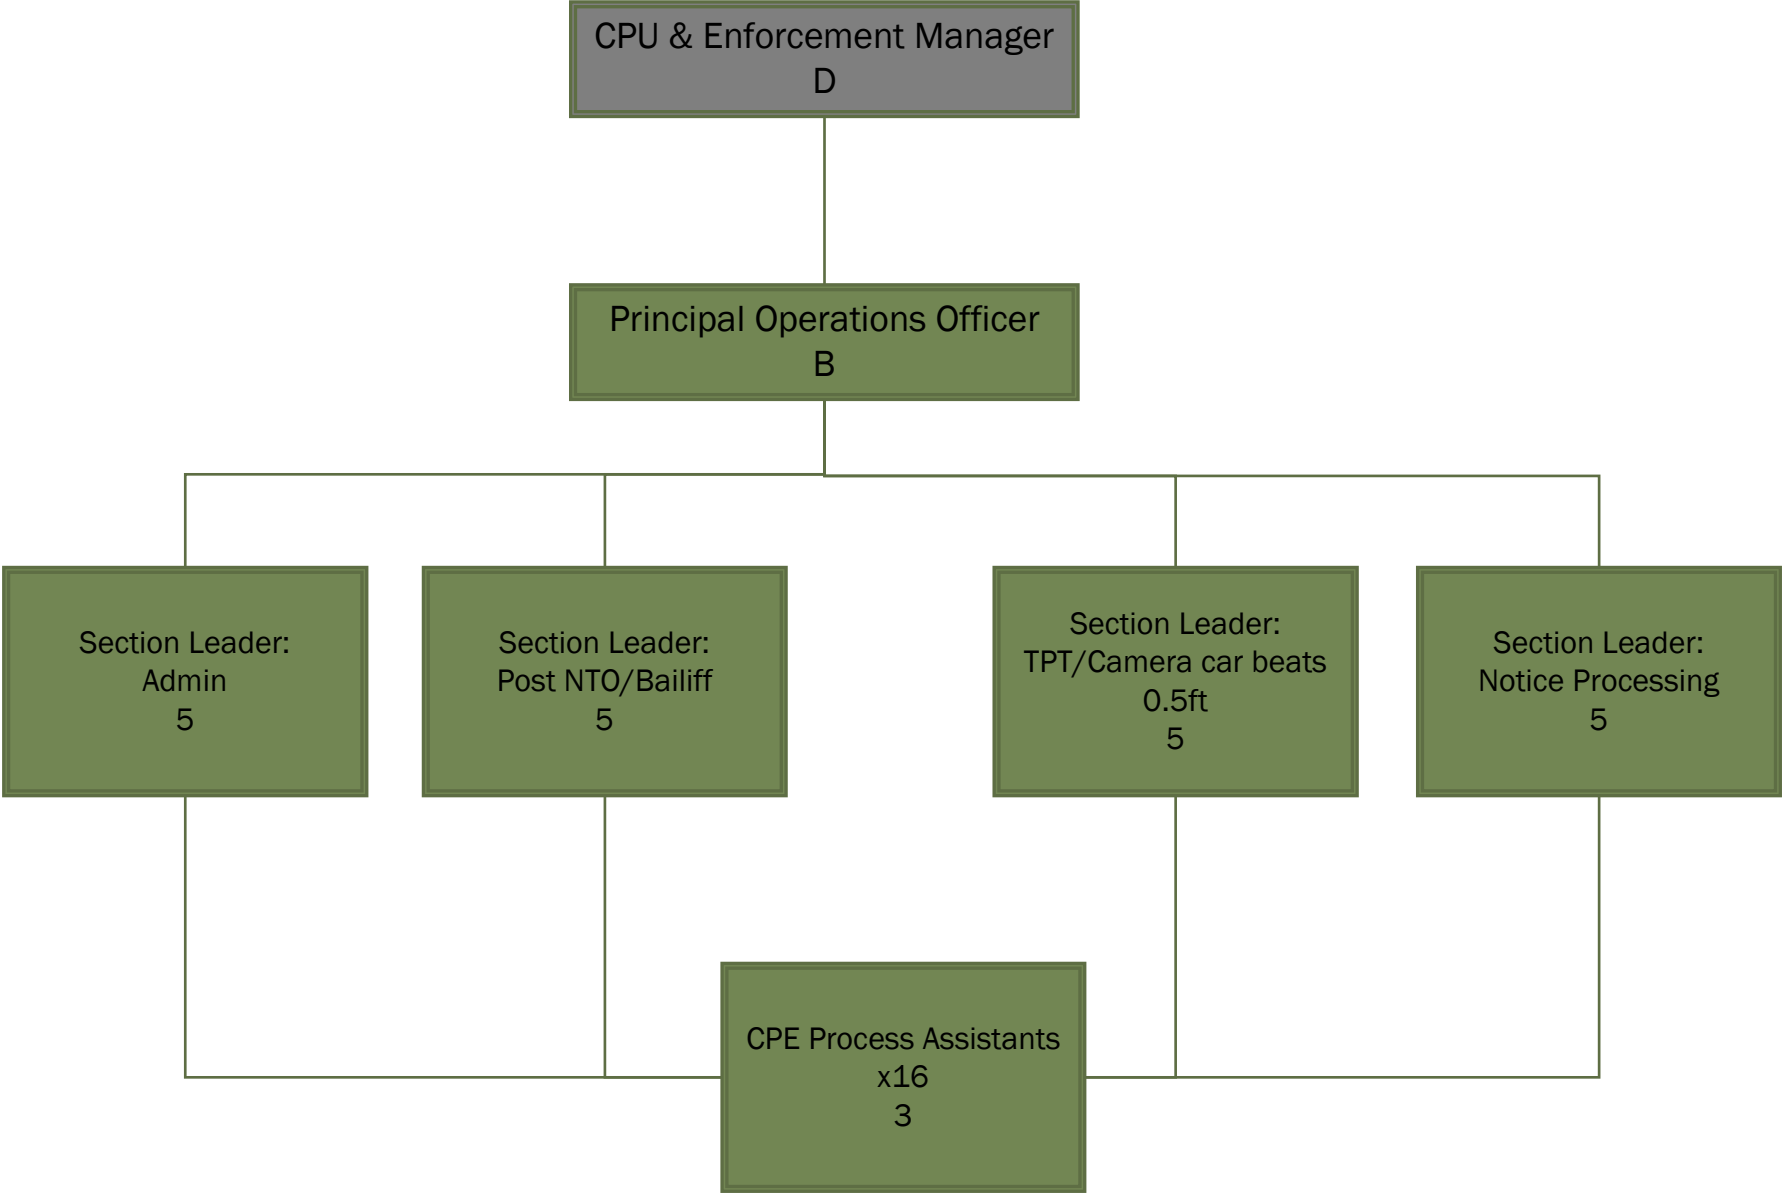 CPU & Enforcement Manager
D
Principal Operations Officer
B
Section Leader:
Admin
5
Section Leader:
Post NTO/Bailiff
5
Section Leader:
TPT/Camera car beats
0.5ft
5
Section Leader:
Notice Processing
5
CPE Process Assistants
x16
3